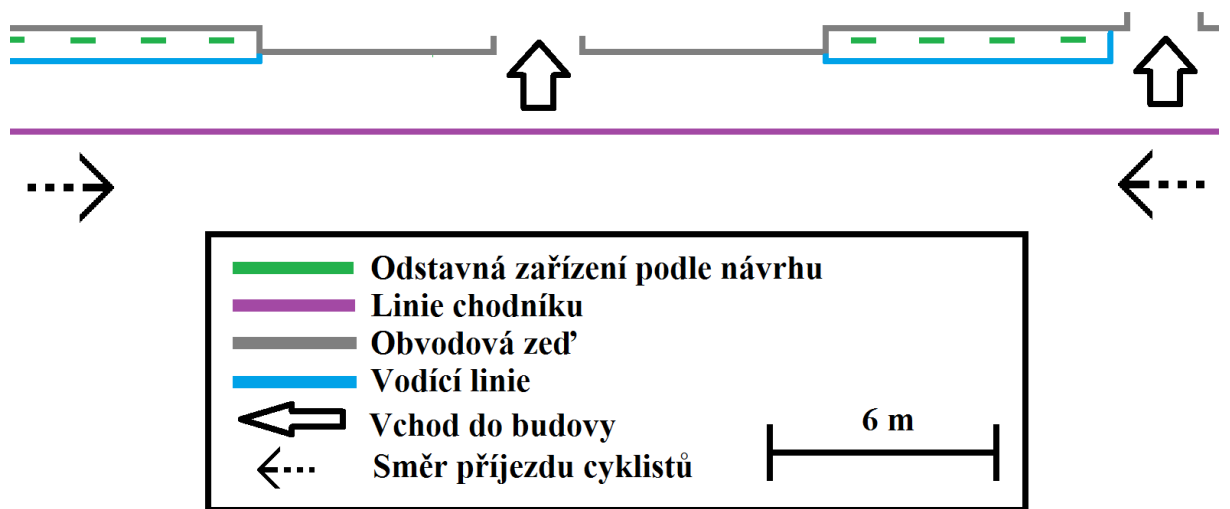 Odstavná zařízení podle návrhu
Linie chodníku
Obvodová zeď
Vodící linie
Vchod do budovy
Směr příjezdu cyklistů
6 m